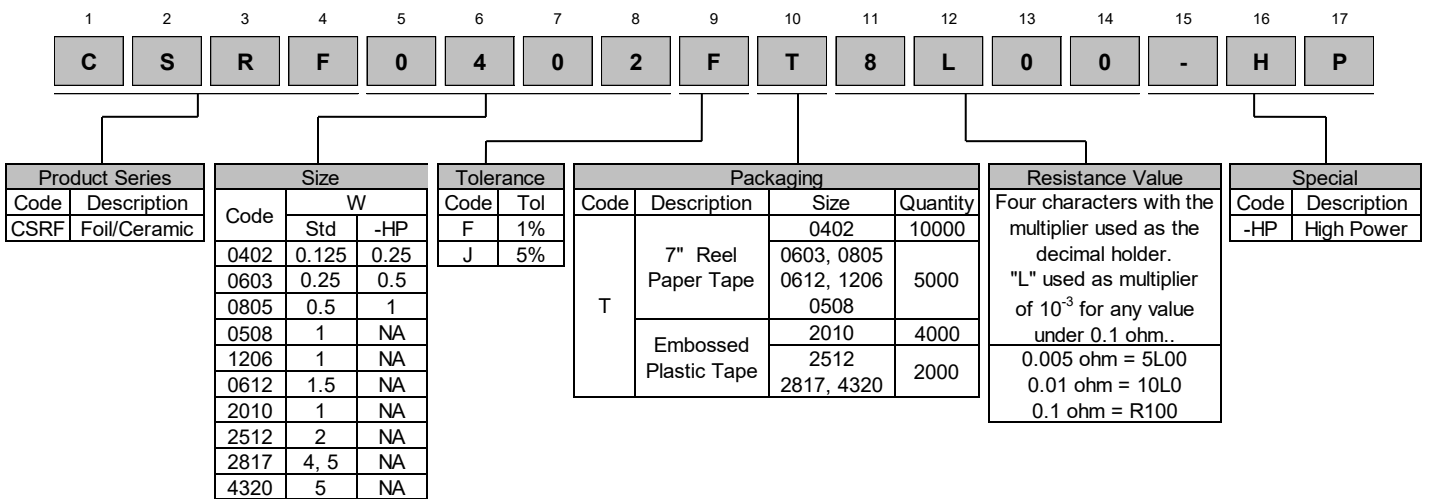 1 2 3 4 5 6 7 8 9 10 11 12 13 14 15 16 17
C S R F 0 4 0 2 F T 8 L 0 0 - H P
Product Series
Code Description
CSRF Foil/Ceramic
Size
Code W
Std -HP
0402 0.125 0.25
0603 0.25 0.5
0805 0.5 1
0508 1 NA
1206 1 NA
0612 1.5 NA
2010 1 NA
2512 2 NA
2817 4, 5 NA
4320 5 NA
Tolerance
Code Tol
F 1%
J 5%
Packaging
Code Description Size Quantity
T
7" Reel
Paper Tape
0402 10000
0603, 0805
0612, 1206
0508
5000
Embossed
Plastic Tape
2010 4000
2512
2817, 4320
2000
Resistance Value
Four characters with the
multiplier used as the
decimal holder.
"L" used as multiplier
of 10⁻³ for any value
under 0.1 ohm..
0.005 ohm = 5L00
0.01 ohm = 10L0
0.1 ohm = R100
Special
Code Description
-HP High Power